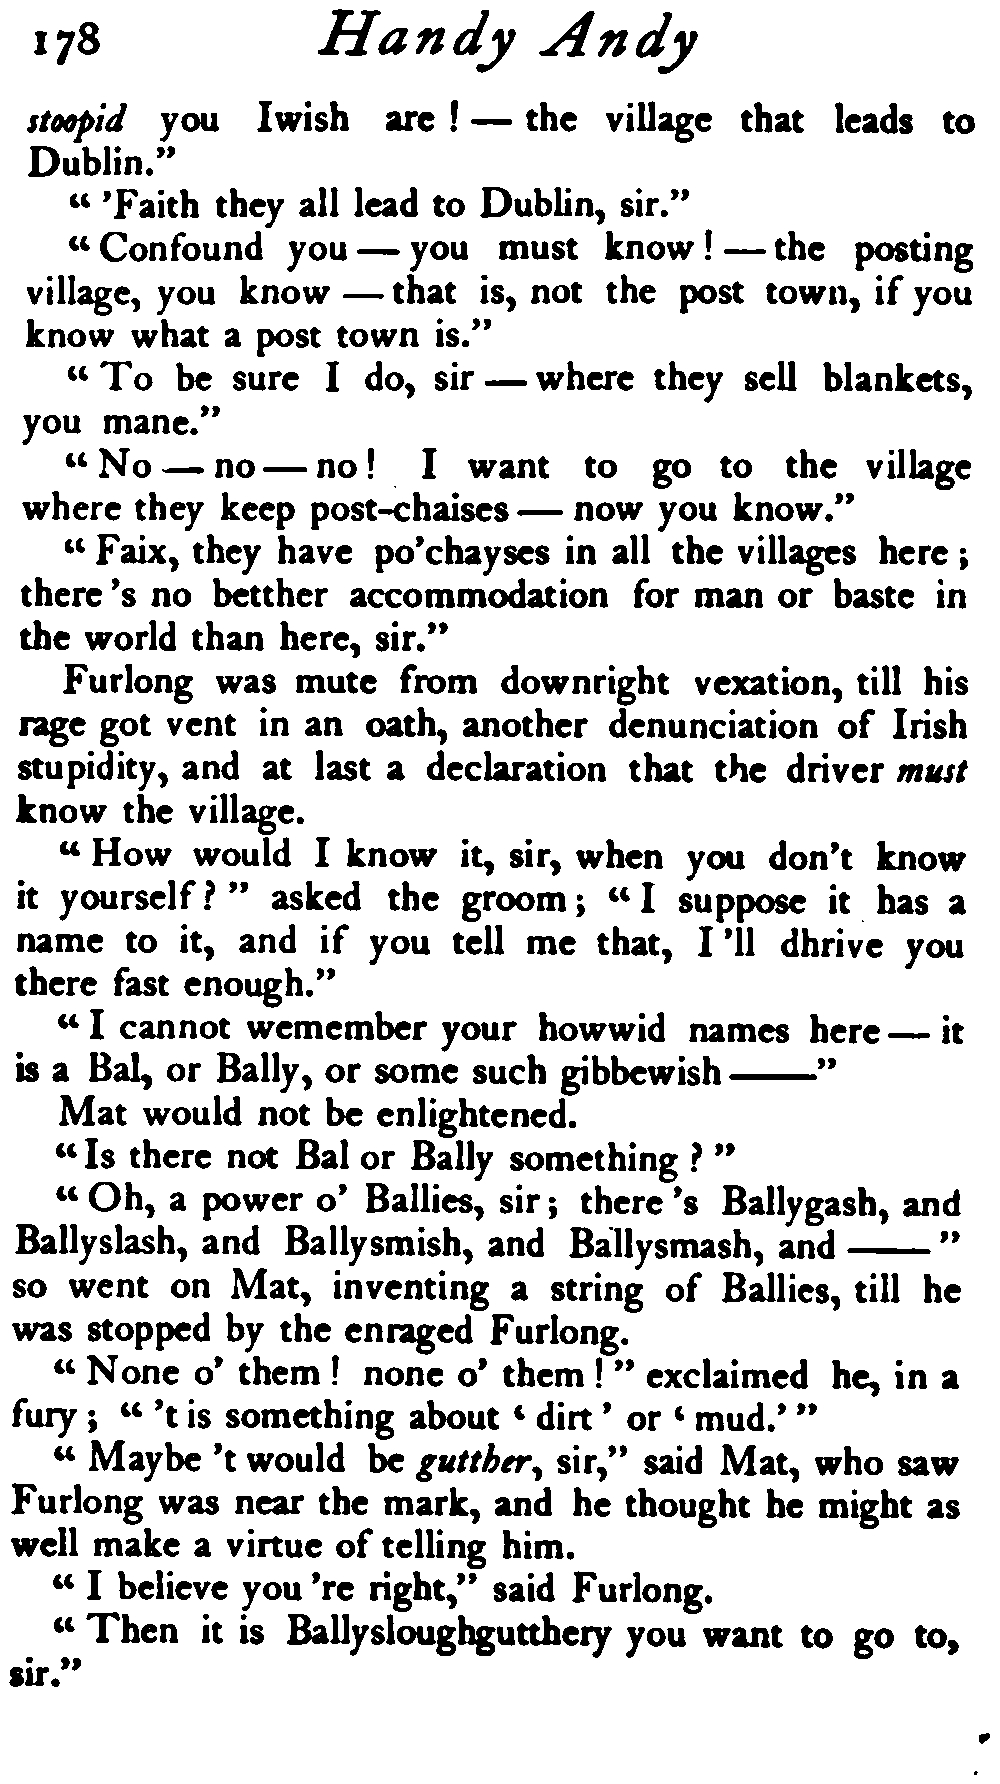 178 Handy Andy
stoopid you Iwish are ! — the village that leads to
Dublin."
" 'Faith they all lead to Dublin, sir."
" Confound you — you must know ! — the posting
village, you know — that is, not the post town, if you
know what a post town is."
" To be sure I do, sir — where they sell blankets,
you mane."
" No — no — no ! I want to go to the village
where they keep post-chaises — now you know."
" Faix, they have po'chayses in all the villages here ;
there 's no betther accommodation for man or baste in
the world than here, sir."
Furlong was mute from downright vexation, till his
rage got vent in an oath, another denunciation of Irish
stupidity, and at last a declaration that the driver must
know the village.
" How would I know it, sir, when you don't know
it yourself ? " asked the groom ; " I suppose it has a
name to it, and if you tell me that, I 'll dhrive you
there fast enough."
" I cannot wemember your howwid names here — it
is a Bal, or Bally, or some such gibbewish ——"
Mat would not be enlightened.
" Is there not Bal or Bally something ? "
" Oh, a power o' Ballies, sir ; there 's Ballygash, and
Ballyslash, and Ballysmish, and Ballysmash, and —— "
so went on Mat, inventing a string of Ballies, till he
was stopped by the enraged Furlong.
" None o' them ! none o' them ! " exclaimed he, in a
fury ; " 't is something about ' dirt ' or ' mud.' "
" Maybe 't would be gutther, sir," said Mat, who saw
Furlong was near the mark, and he thought he might as
well make a virtue of telling him.
" I believe you 're right," said Furlong.
" Then it is Ballysloughgutthery you want to go to,
sir."